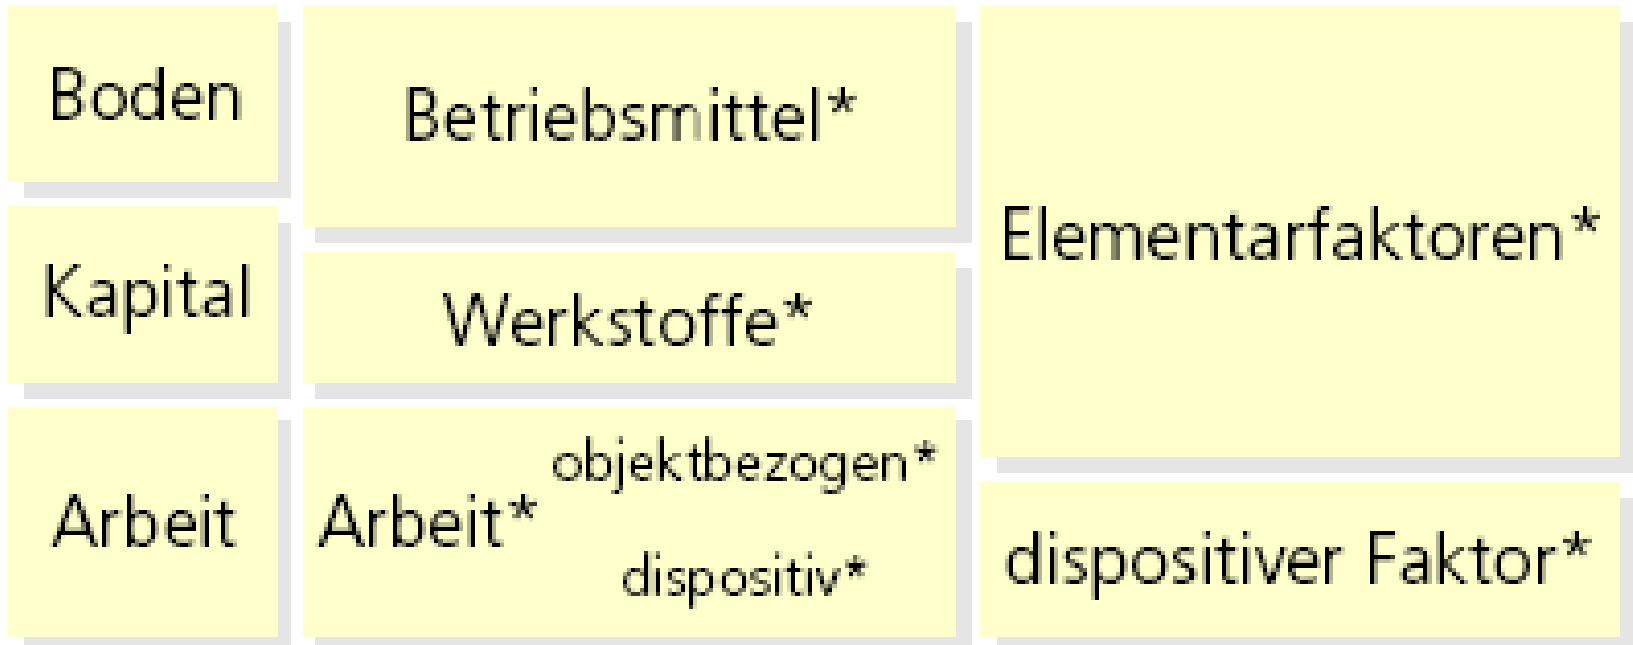 Boden
Kapital
Arbeit
Betriebsmittel*
Werkstoffe*
Arbeit*
objektbezogen*
dispositiv*
Elementarfaktoren*
dispositiver Faktor*